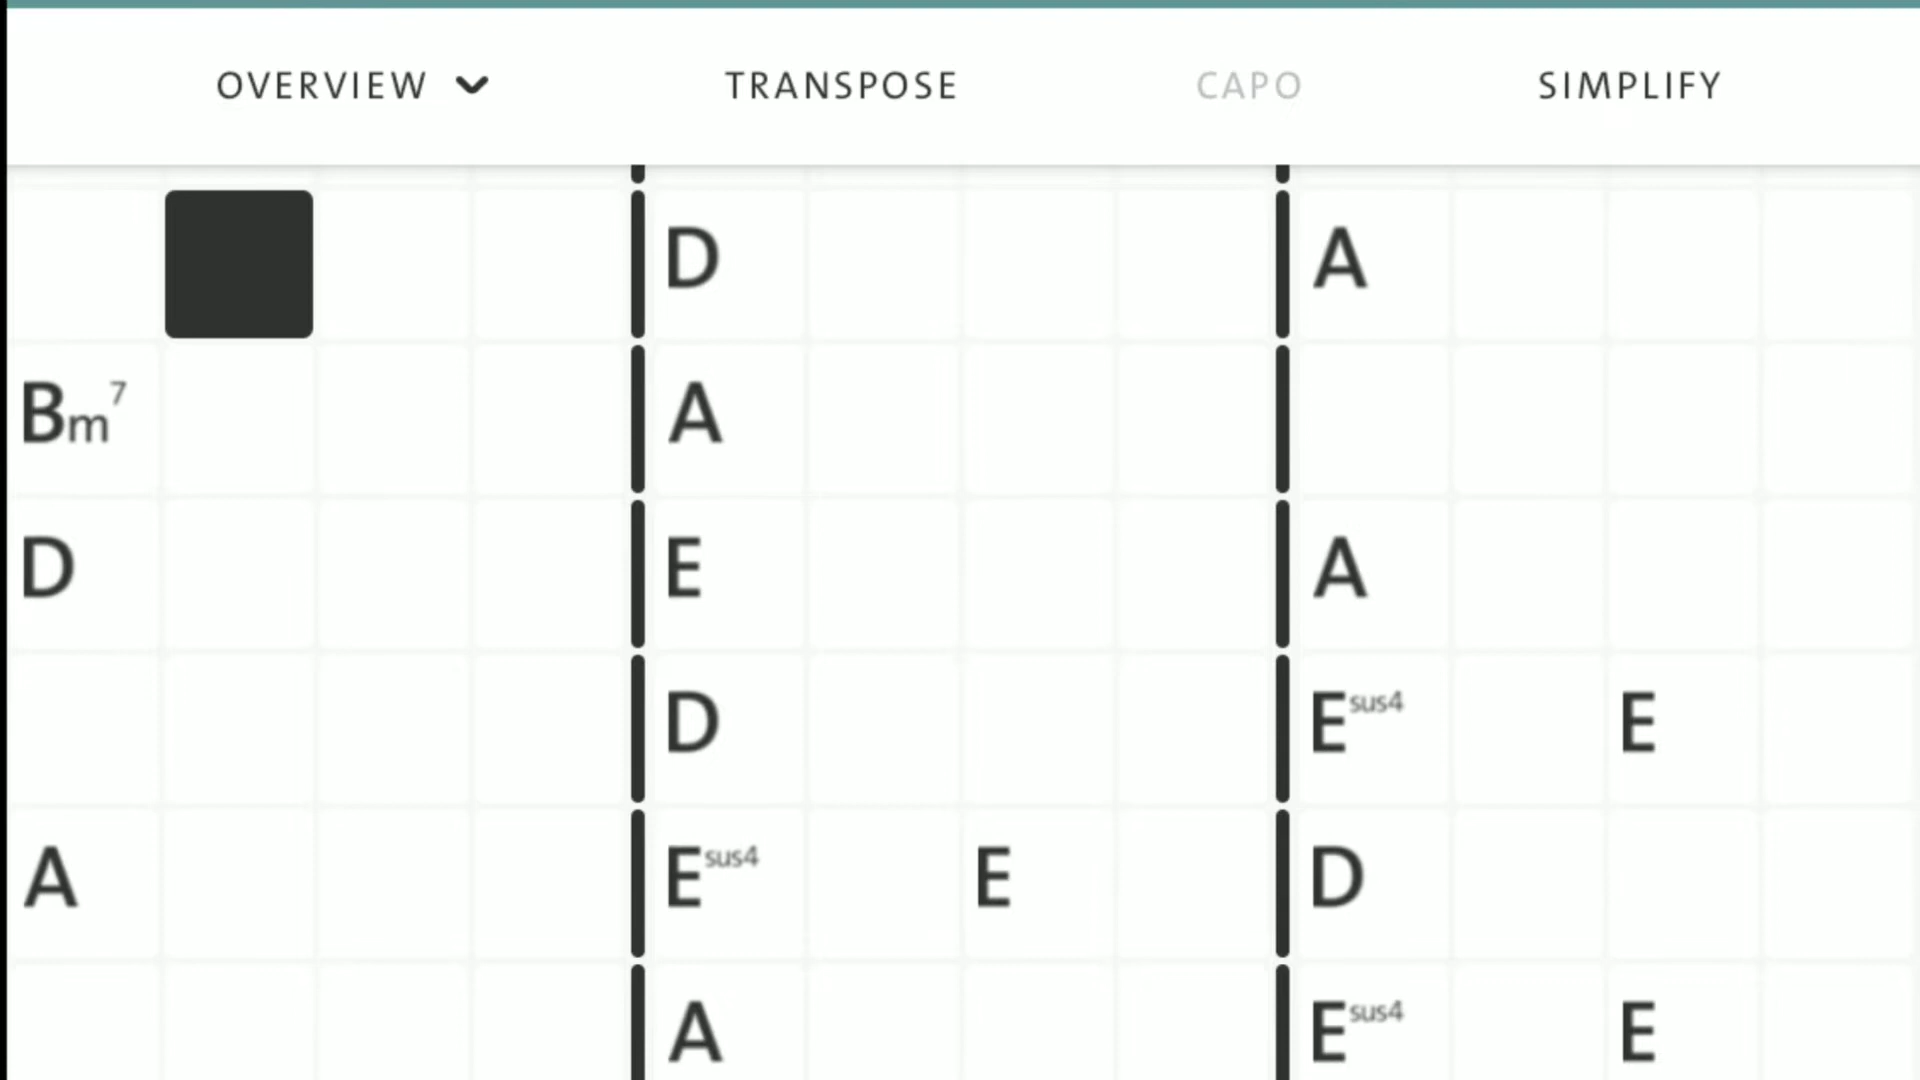 OVERVIEW TRANSPOSE CAPO SIMPLIFY
D A
Bm7 A
D E A
D Esus4 E
A Esus4 E D
A Esus4 E